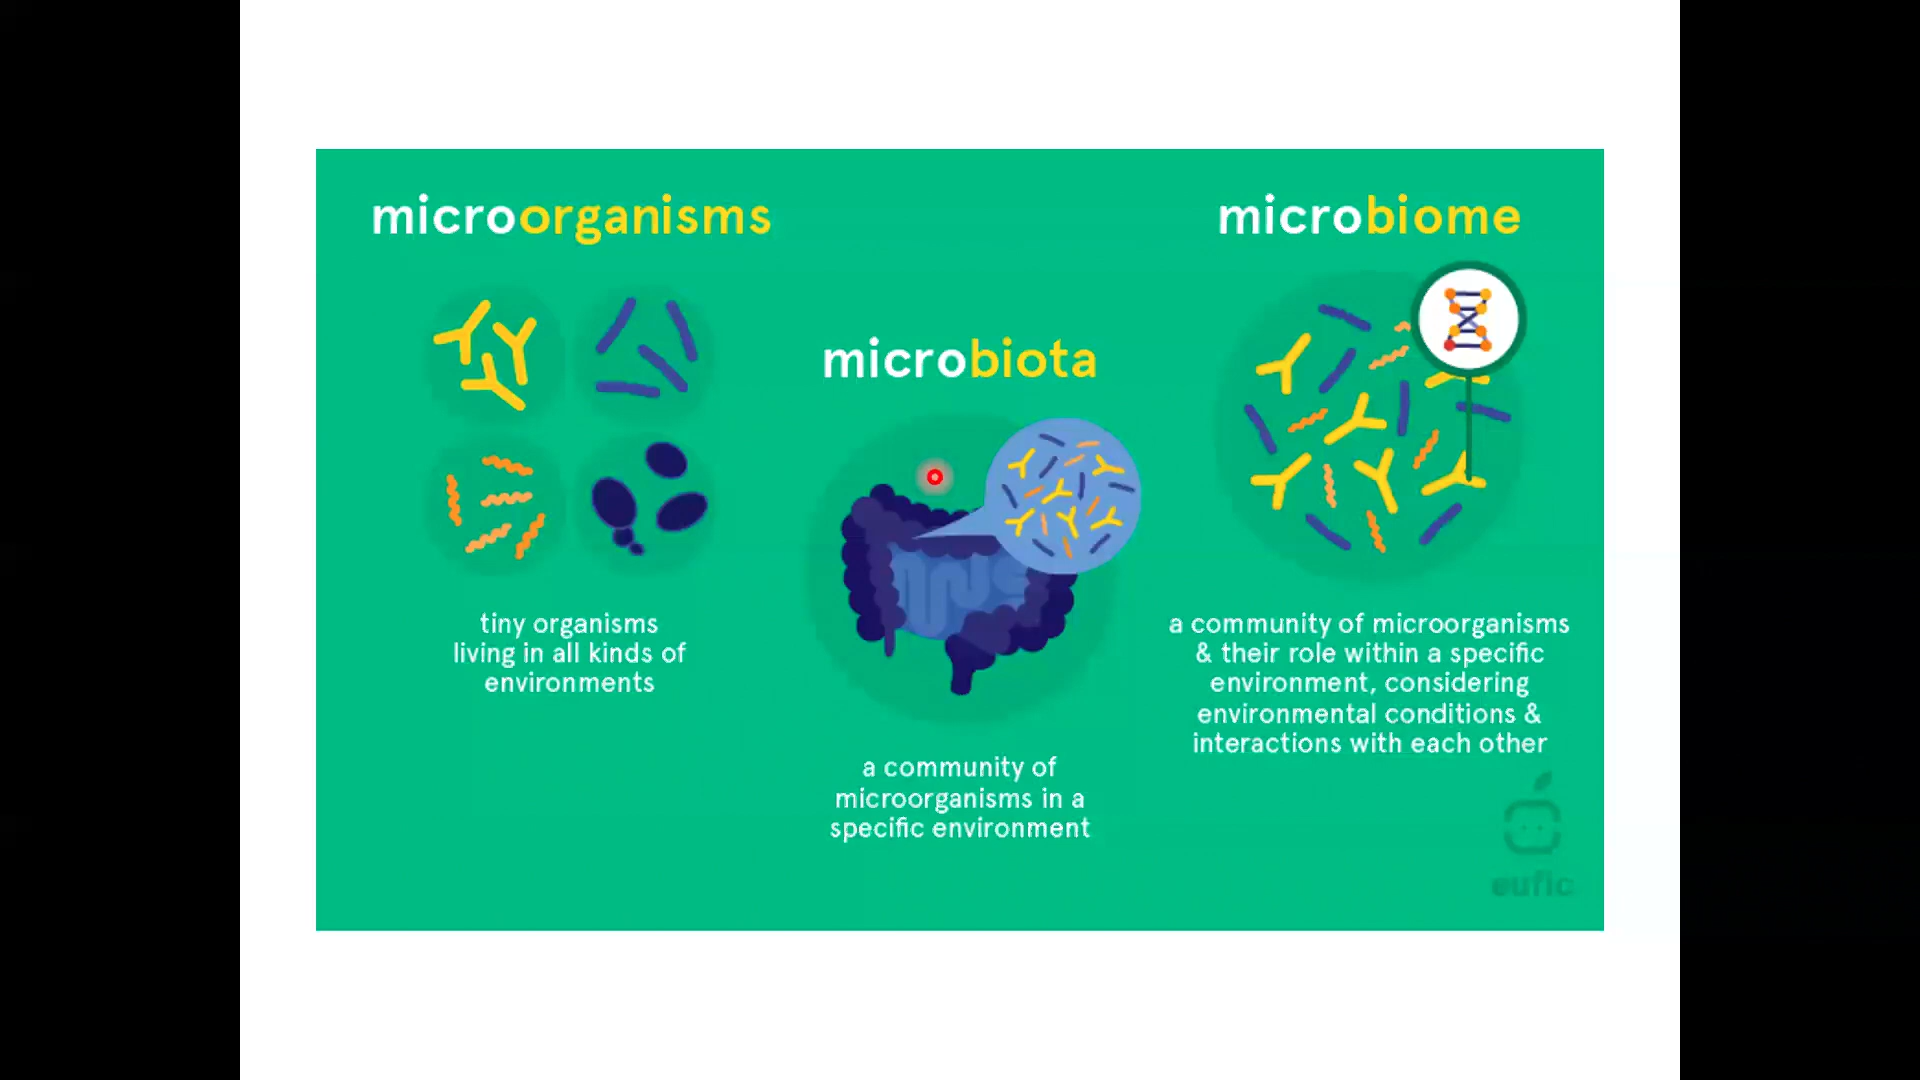 microorganisms
tiny organisms
living in all kinds of
environments
microbiota
a community of
microorganisms in a
specific environment
microbiome
a community of microorganisms
& their role within a specific
environment, considering
environmental conditions &
interactions with each other
eufic